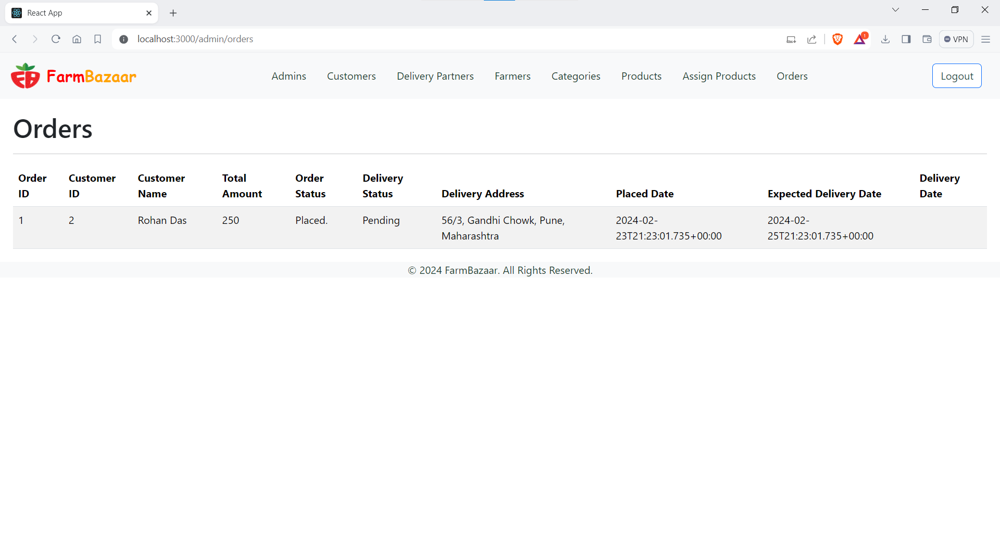 React App
localhost:3000/admin/orders
1
VPN
FarmBazaar
Admins
Customers
Delivery Partners
Farmers
Categories
Products
Assign Products
Orders
Logout
Orders
Order ID
Customer ID
Customer Name
Total Amount
Order Status
Delivery Status
Delivery Address
Placed Date
Expected Delivery Date
Delivery Date
1
2
Rohan Das
250
Placed.
Pending
56/3, Gandhi Chowk, Pune,
Maharashtra
2024-02-
23T21:23:01.735+00:00
2024-02-
25T21:23:01.735+00:00
© 2024 FarmBazaar. All Rights Reserved.